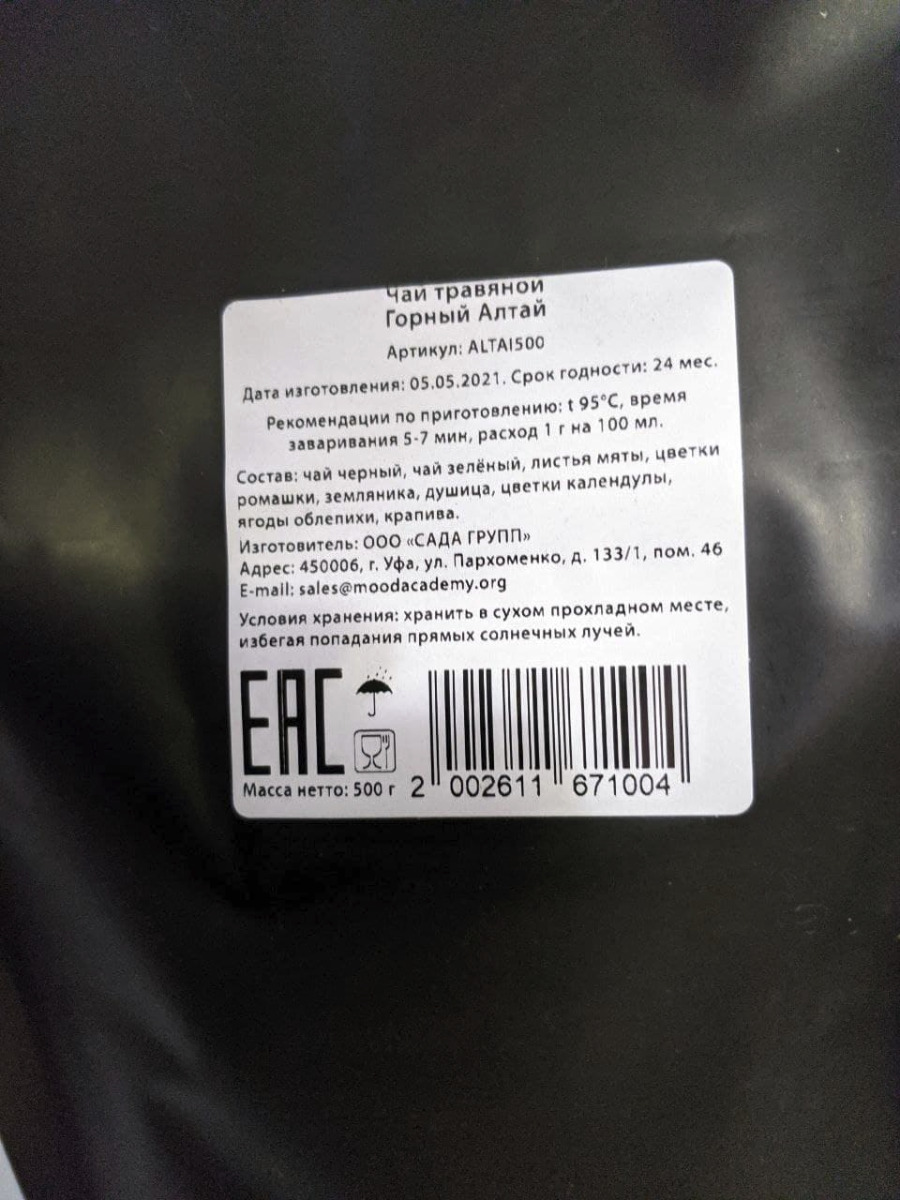 Чай травяной
Горный Алтай
Артикул: ALTAI500
Дата изготовления: 05.05.2021. Срок годности: 24 мес.
Рекомендации по приготовлению: t 95°C, время
заваривания 5-7 мин, расход 1 г на 100 мл.
Состав: чай черный, чай зелёный, листья мяты, цветки
ромашки, земляника, душица, цветки календулы,
ягоды облепихи, крапива.
Изготовитель: ООО «САДА ГРУПП»
Адрес: 450006, г. Уфа, ул. Пархоменко, д. 133/1, пом. 46
E-mail: sales@moodacademy.org
Условия хранения: хранить в сухом прохладном месте,
избегая попадания прямых солнечных лучей.
EAC
Масса нетто: 500 г
2 002611 671004